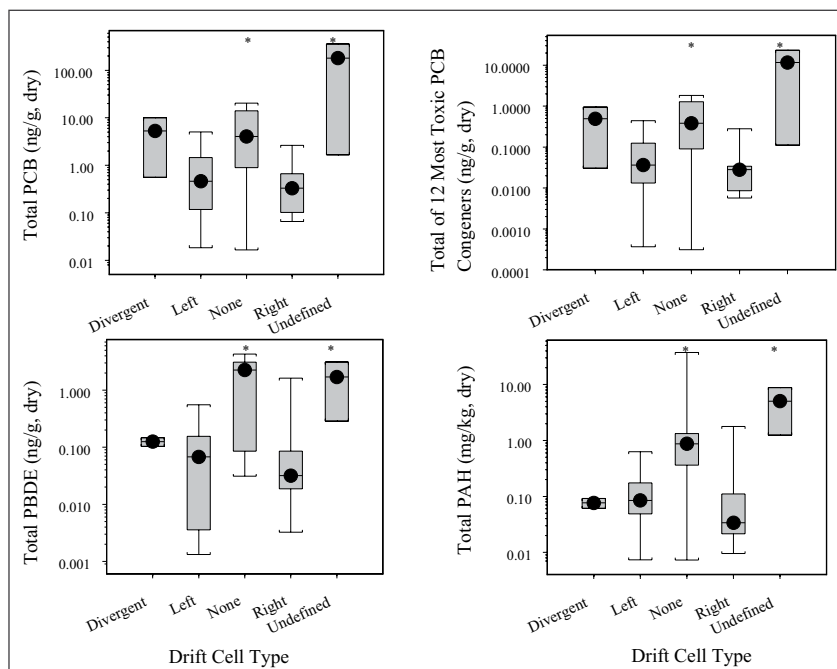 * *
100.00
10.00
1.00
0.10
0.01
Total PCB (ng/g, dry)
Divergent
Left
None
Right
Undefined
* *
10.0000
1.0000
0.1000
0.0100
0.0010
0.0001
Total of 12 Most Toxic PCB
Congeners (ng/g, dry)
Divergent
Left
None
Right
Undefined
* *
1.000
0.100
0.010
0.001
Total PBDE (ng/g, dry)
Divergent
Left
None
Right
Undefined
Drift Cell Type
* *
10.00
1.00
0.10
0.01
Total PAH (mg/kg, dry)
Divergent
Left
None
Right
Undefined
Drift Cell Type